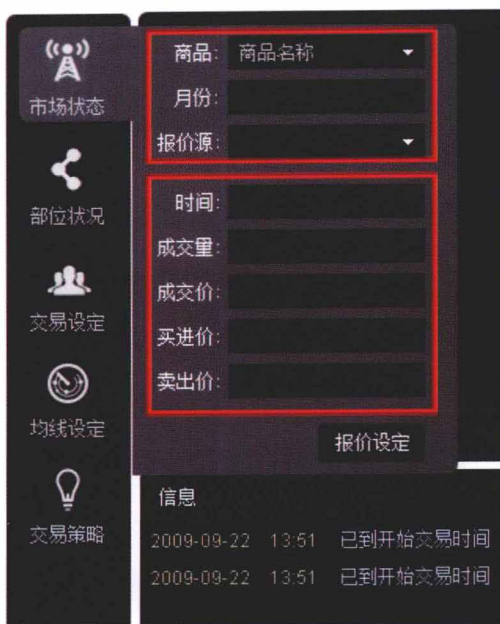 市场状态
部位状况
交易设定
均线设定
交易策略
商品: 商品名称
月份:
报价源:
时间:
成交量:
成交价:
买进价:
卖出价:
报价设定
信息
2009-09-22 13:51 已到开始交易时间
2009-09-22 13:51 已到开始交易时间